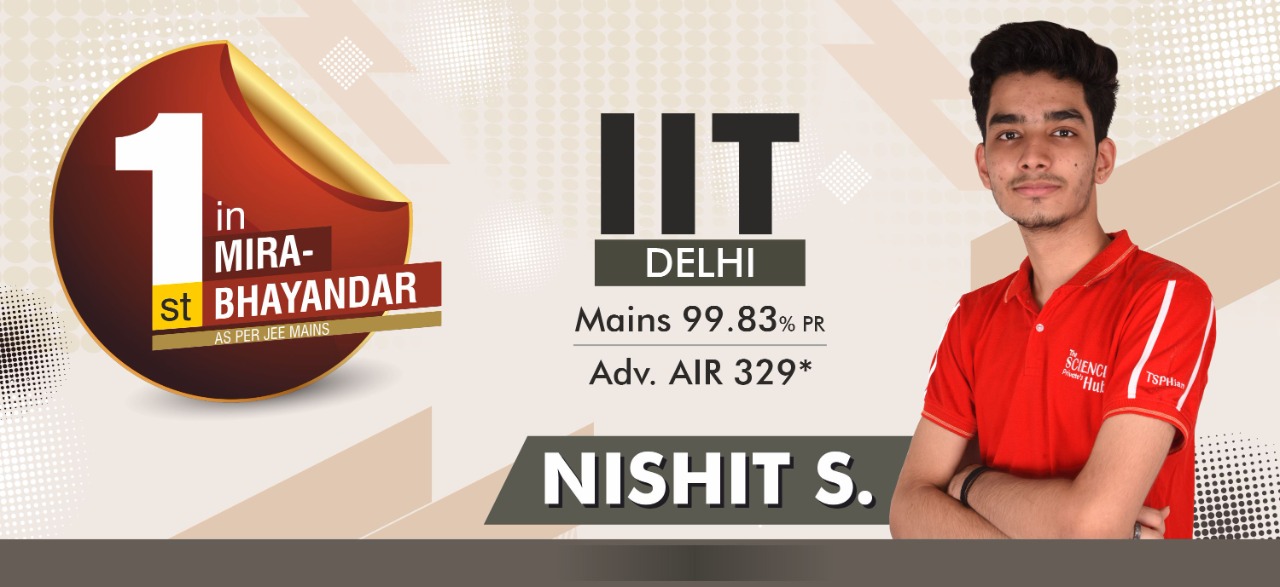 1st
in
MIRA-
BHAYANDAR
AS PER JEE MAINS
IIT
DELHI
Mains 99.83% PR
Adv. AIR 329*
NISHIT S.
The
SCIENCE
Private's
Hub
TSPHian